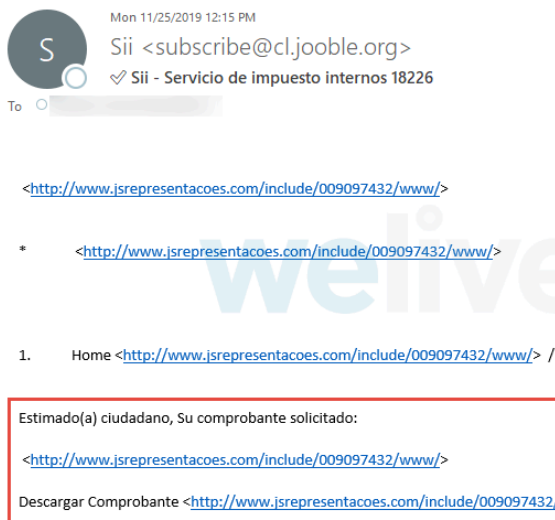 Mon 11/25/2019 12:15 PM
S
Sii <subscribe@cl.jooble.org>
Sii - Servicio de impuesto internos 18226
To
<http://www.jsrepresentacoes.com/include/009097432/www/>
* <http://www.jsrepresentacoes.com/include/009097432/www/>
welive
1. Home <http://www.jsrepresentacoes.com/include/009097432/www/> /
Estimado(a) ciudadano, Su comprobante solicitado:
<http://www.jsrepresentacoes.com/include/009097432/www/>
Descargar Comprobante <http://www.jsrepresentacoes.com/include/009097432/